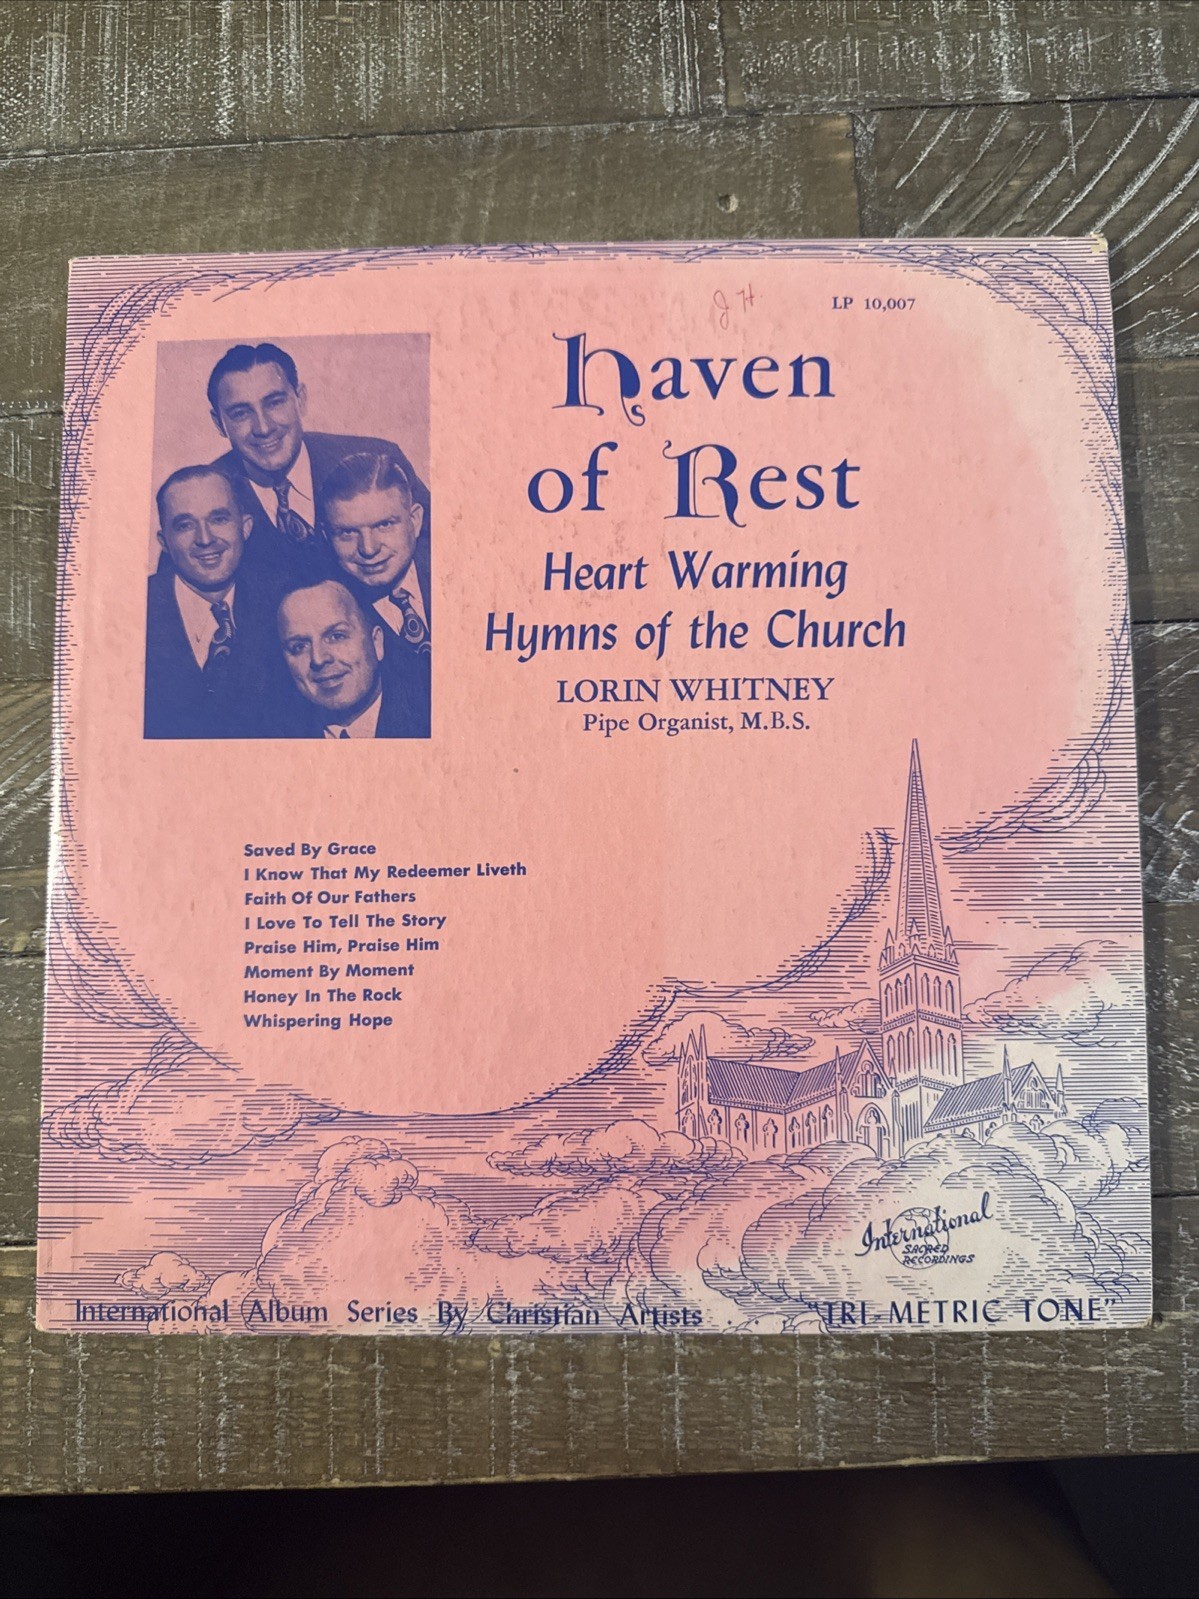 J H
LP 10,007
Haven
of Rest
Heart Warming
Hymns of the Church
LORIN WHITNEY
Pipe Organist, M.B.S.
Saved By Grace
I Know That My Redeemer Liveth
Faith Of Our Fathers
I Love To Tell The Story
Praise Him, Praise Him
Moment By Moment
Honey In The Rock
Whispering Hope
International
SACRED
RECORDINGS
International Album Series By Christian Artists . . "TRI-METRIC TONE"